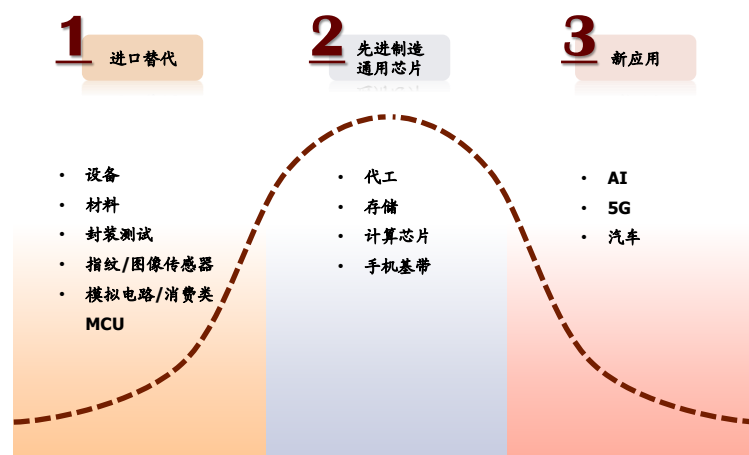 1
进口替代
• 设备
• 材料
• 封装测试
• 指纹/图像传感器
• 模拟电路/消费类
MCU
2
先进制造
通用芯片
• 代工
• 存储
• 计算芯片
• 手机基带
3
新应用
• AI
• 5G
• 汽车